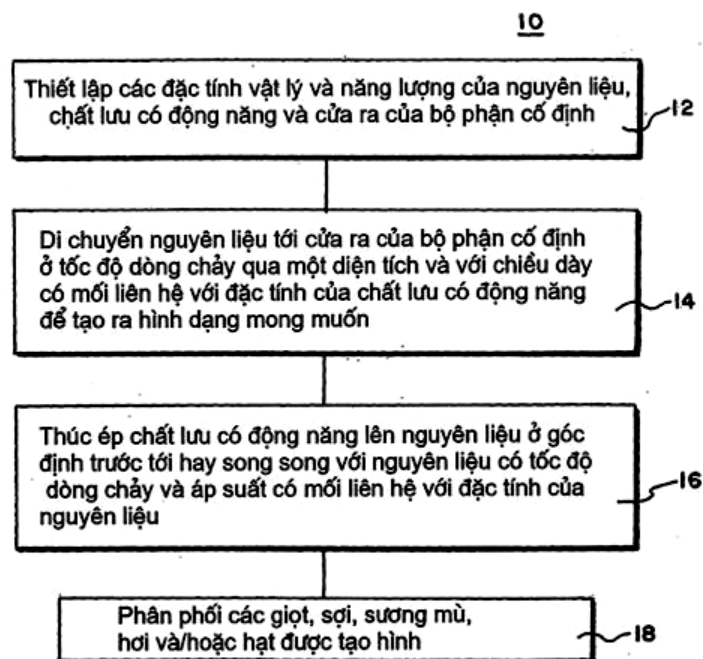 10
Thiết lập các đặc tính vật lý và năng lượng của nguyên liệu,
chất lưu có động năng và cửa ra của bộ phận cố định
12
Di chuyển nguyên liệu tới cửa ra của bộ phận cố định
ở tốc độ dòng chảy qua một diện tích và với chiều dày
có mối liên hệ với đặc tính của chất lưu có động năng
để tạo ra hình dạng mong muốn
14
Thúc ép chất lưu có động năng lên nguyên liệu ở góc
định trước tới hay song song với nguyên liệu có tốc độ
dòng chảy và áp suất có mối liên hệ với đặc tính của
nguyên liệu
16
Phân phối các giọt, sợi, sương mù,
hơi và/hoặc hạt được tạo hình
18